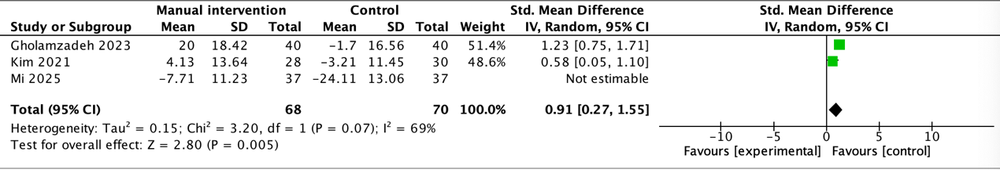 Manual intervention Control Std. Mean Difference Std. Mean Difference
Study or Subgroup Mean SD Total Mean SD Total Weight IV, Random, 95% CI IV, Random, 95% CI
Gholamzadeh 2023 20 18.42 40 -1.7 16.56 40 51.4% 1.23 [0.75, 1.71]
Kim 2021 4.13 13.64 28 -3.21 11.45 30 48.6% 0.58 [0.05, 1.10]
Mi 2025 -7.71 11.23 37 -24.11 13.06 37 Not estimable
Total (95% CI) 68 70 100.0% 0.91 [0.27, 1.55]
Heterogeneity: Tau² = 0.15; Chi² = 3.20, df = 1 (P = 0.07); I² = 69%
Test for overall effect: Z = 2.80 (P = 0.005)
-10 -5 0 5 10
Favours [experimental] Favours [control]